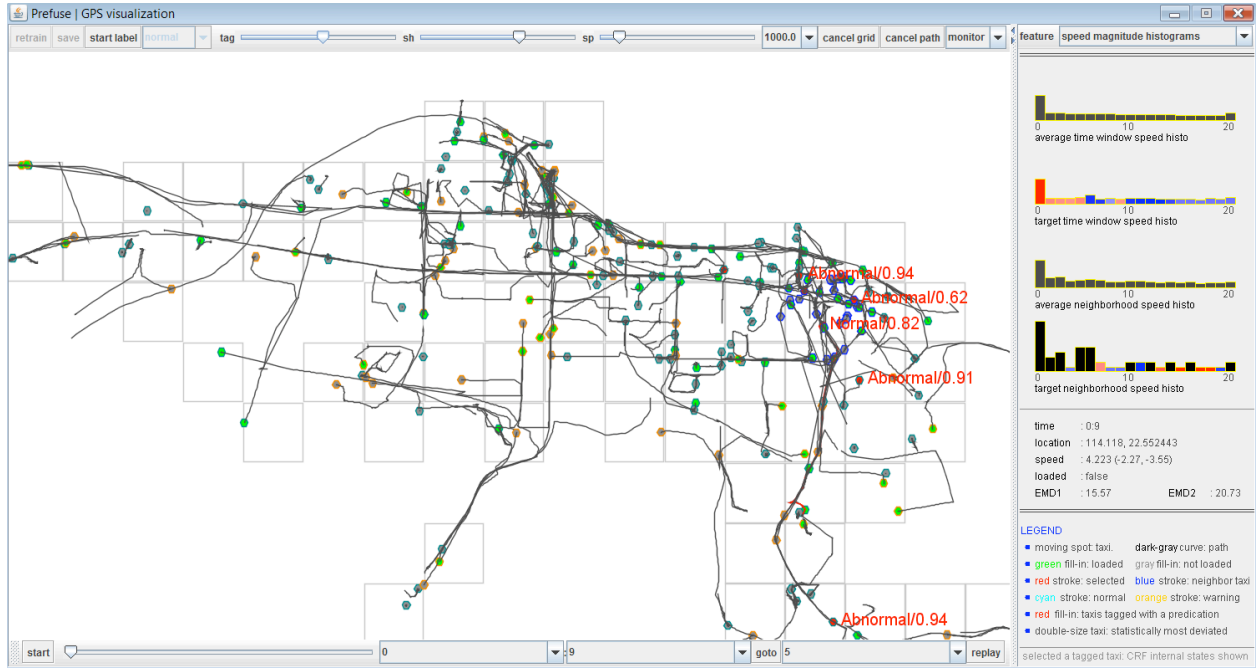 Prefuse | GPS visualization
retrain save start label normal tag sh sp 1000.0 cancel grid cancel path monitor feature speed magnitude histograms
0 10 20
average time window speed histo
0 10 20
target time window speed histo
0 10 20
average neighborhood speed histo
0 10 20
target neighborhood speed histo
Abnormal/0.94
Abnormal/0.62
Normal/0.82
Abnormal/0.91
Abnormal/0.94
time : 0:9
location : 114.118, 22.552443
speed : 4.223 (-2.27, -3.55)
loaded : false
EMD1 : 15.57 EMD2 : 20.73
LEGEND
moving spot: taxi. dark-gray curve: path
green fill-in: loaded gray fill-in: not loaded
red stroke: selected blue stroke: neighbor taxi
cyan stroke: normal orange stroke: warning
red fill-in: taxis tagged with a predication
double-size taxi: statistically most deviated
selected a tagged taxi: CRF internal states shown
start 0 :9 goto 5 replay